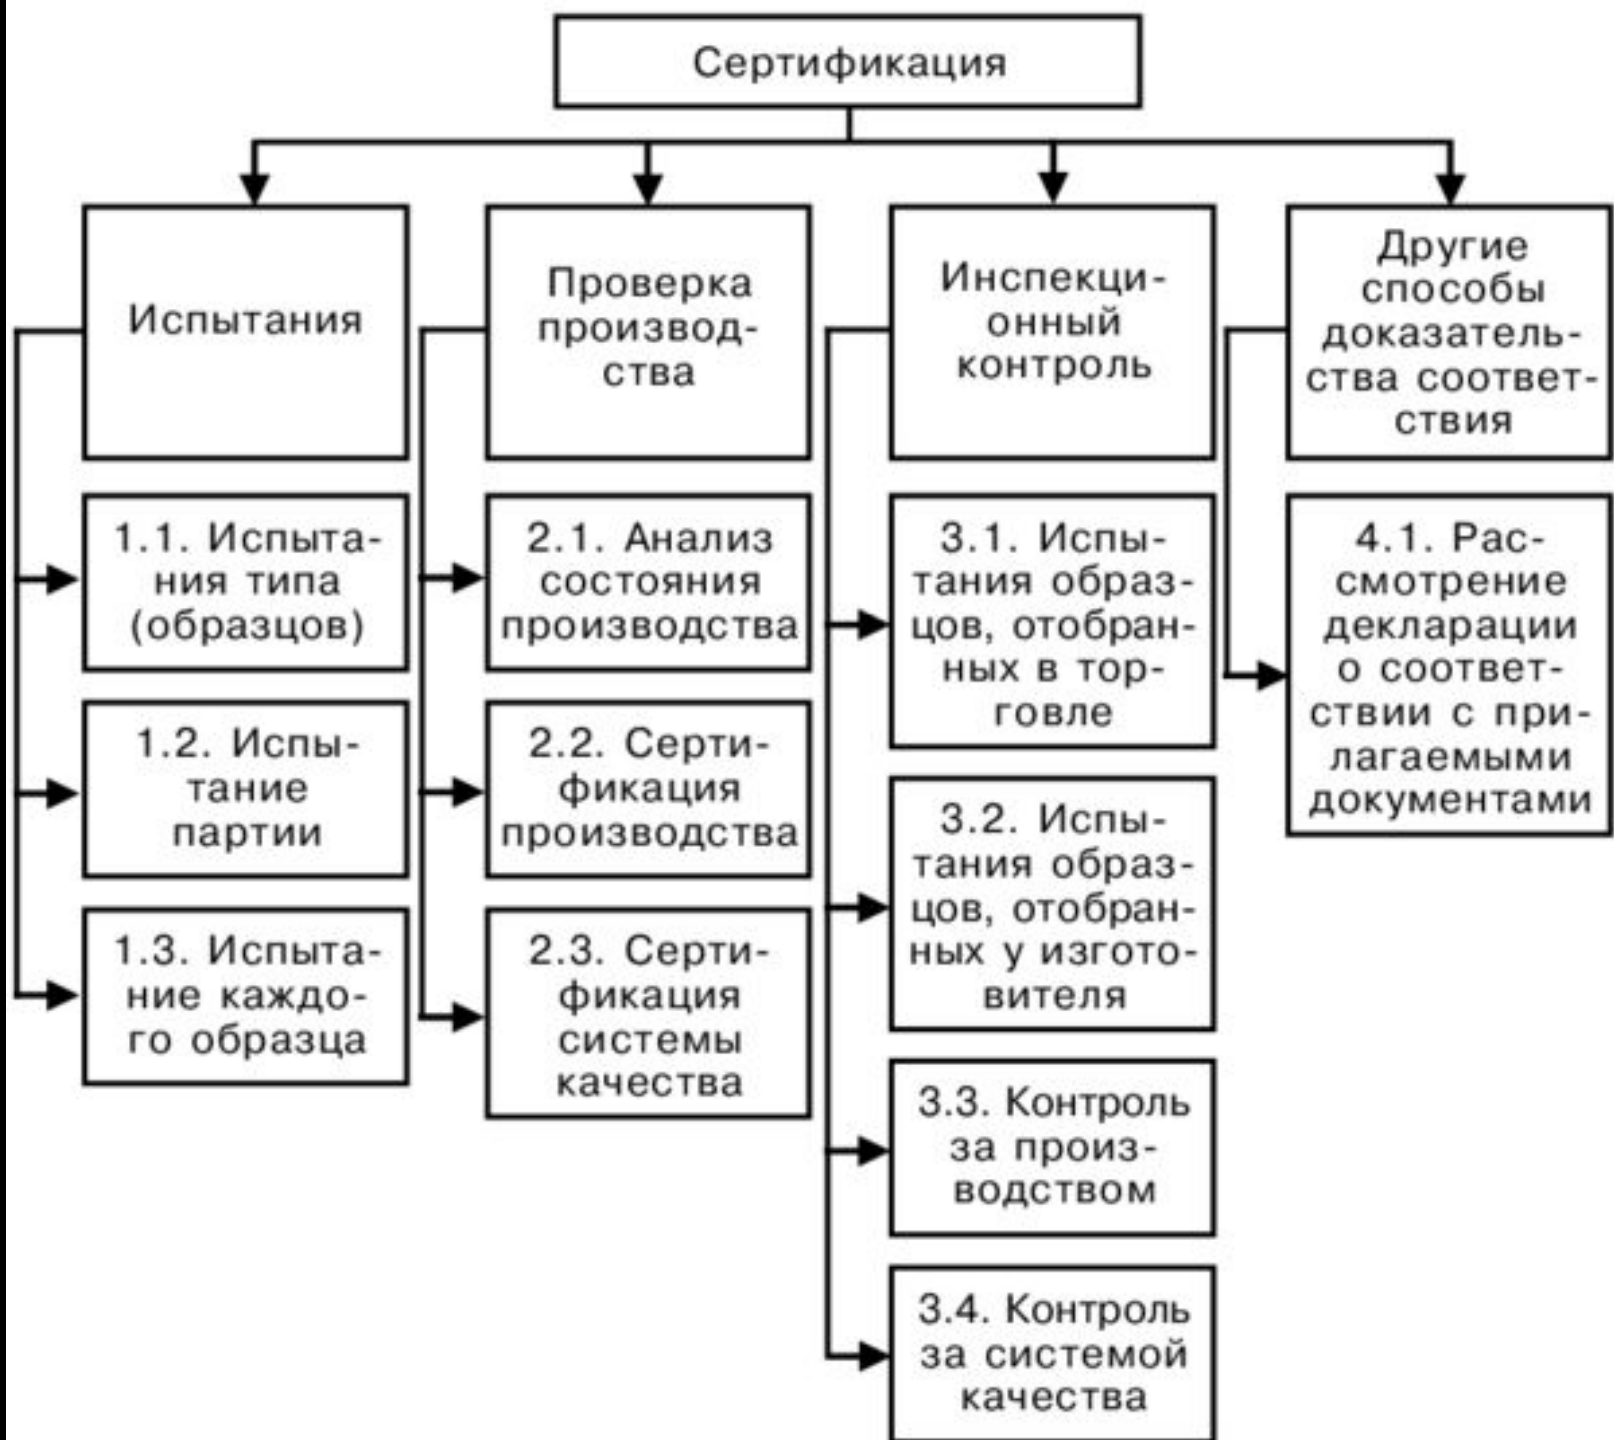 Сертификация
Испытания
1.1. Испыта-
ния типа
(образцов)
1.2. Испы-
тание
партии
1.3. Испыта-
ние каждо-
го образца
Проверка
производ-
ства
2.1. Анализ
состояния
производства
2.2. Серти-
фикация
производства
2.3. Серти-
фикация
системы
качества
Инспекци-
онный
контроль
3.1. Испы-
тания образ-
цов, отобран-
ных в тор-
говле
3.2. Испы-
тания образ-
цов, отобран-
ных у изгото-
вителя
3.3. Контроль
за произ-
водством
3.4. Контроль
за системой
качества
Другие
способы
доказатель-
ства соответ-
ствия
4.1. Рас-
смотрение
декларации
о соответ-
ствии с при-
лагаемыми
документами